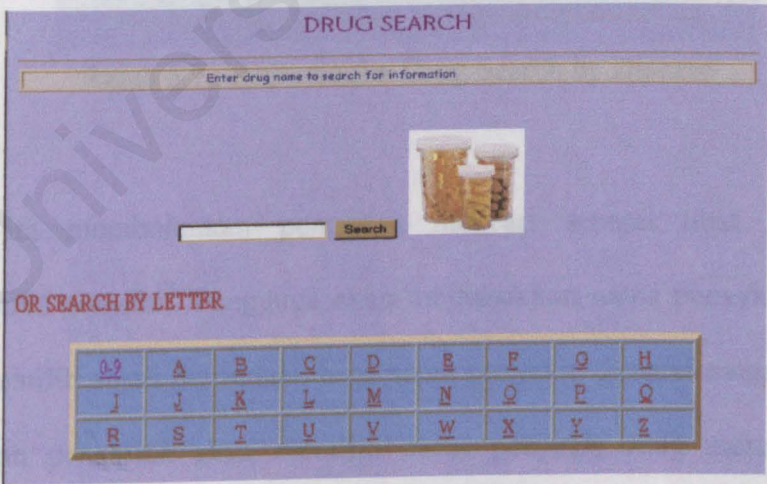 DRUG SEARCH
Enter drug name to search for information
Search
OR SEARCH BY LETTER
0-9 A B C D E F G H
I J K L M N O P Q
R S T U V W X Y Z